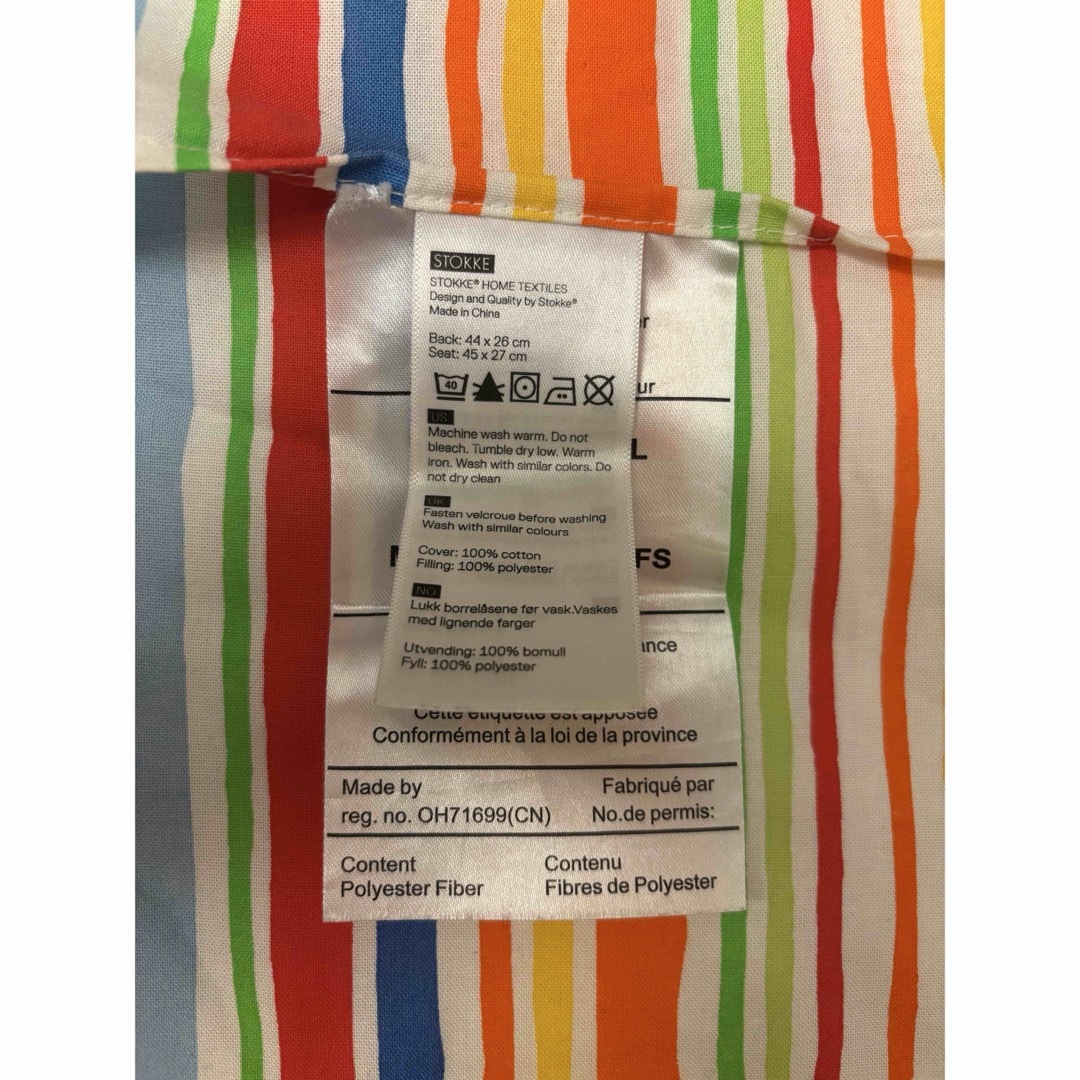 STOKKE
STOKKE® HOME TEXTILES
Design and Quality by Stokke®
Made in China
Back: 44 x 26 cm
Seat: 45 x 27 cm
40
US
Machine wash warm. Do not
bleach. Tumble dry low. Warm
iron. Wash with similar colors. Do
not dry clean
UK
Fasten velcroue before washing
Wash with similar colours
Cover: 100% cotton
Filling: 100% polyester
NO
Lukk borrelåsene før vask.Vaskes
med lignende farger
Utvending: 100% bomull
Fyll: 100% polyester
Cette étiquette est apposée
Conformément à la loi de la province
Made by Fabriqué par
reg. no. OH71699(CN) No.de permis:
Content Contenu
Polyester Fiber Fibres de Polyester